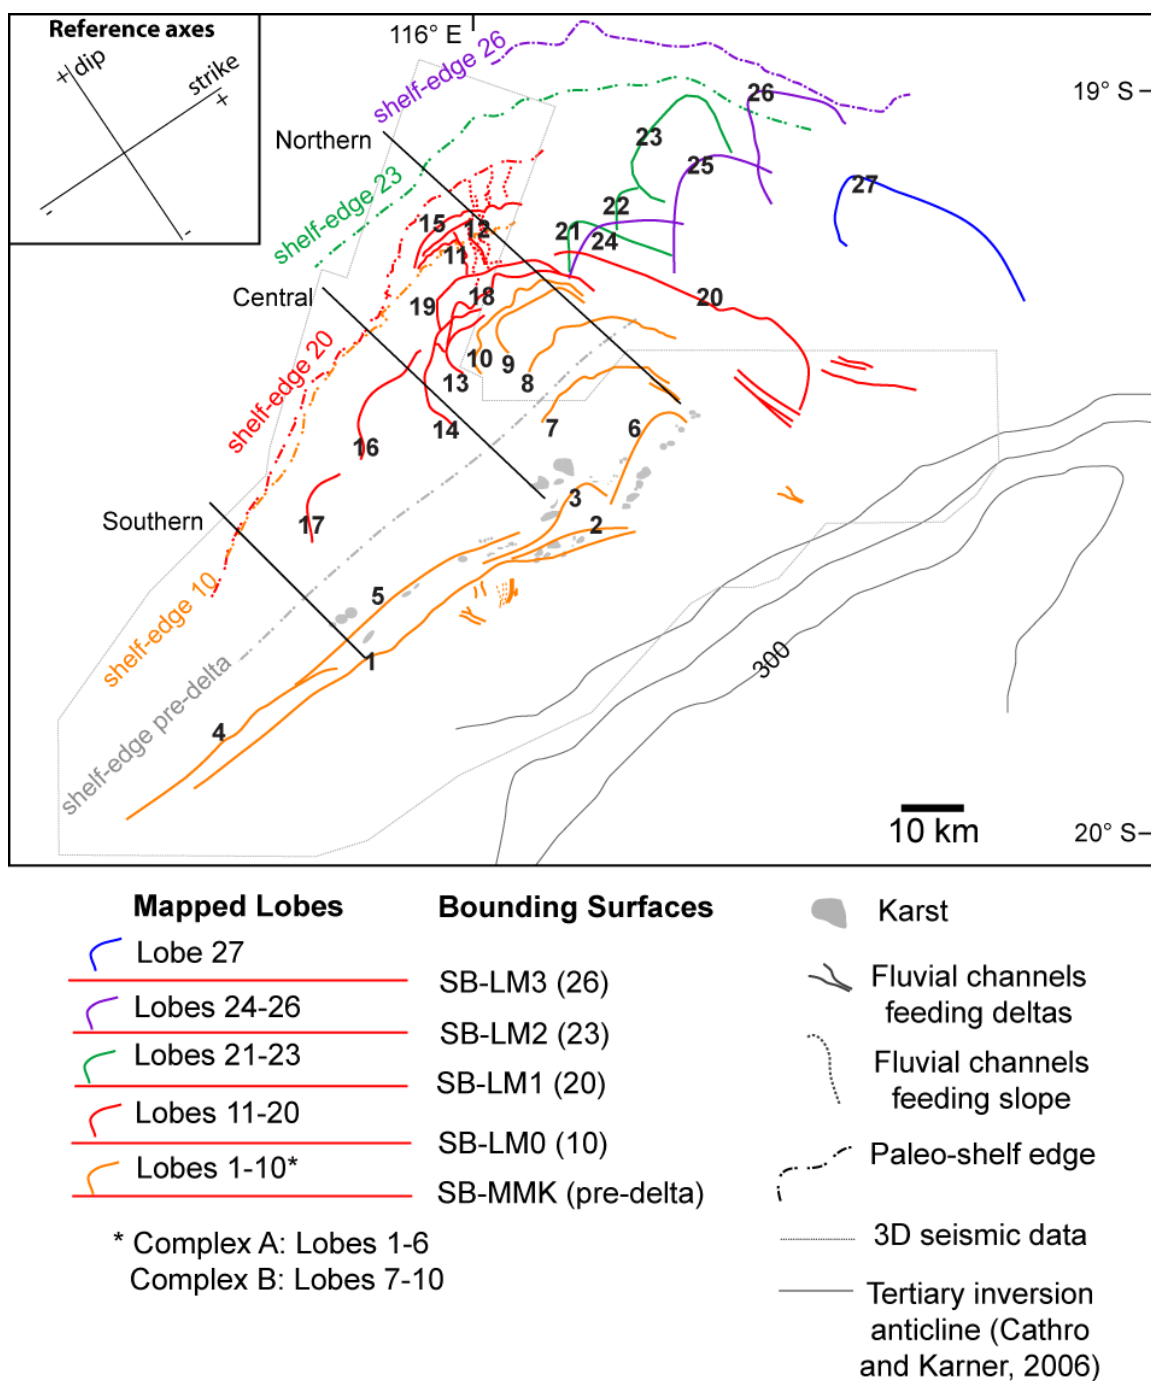 Reference axes
+
dip
strike
+
-
-
116° E
19° S
20° S
shelf-edge 26
shelf-edge 23
shelf-edge 20
shelf-edge 10
shelf-edge pre-delta
Northern
Central
Southern
26
23
25
27
22
21
24
15
12
11
20
19
18
10
9
8
13
14
7
6
16
3
17
2
5
1
4
300
10 km
Mapped Lobes
Lobe 27
Lobes 24-26
Lobes 21-23
Lobes 11-20
Lobes 1-10*
* Complex A: Lobes 1-6
Complex B: Lobes 7-10
Bounding Surfaces
SB-LM3 (26)
SB-LM2 (23)
SB-LM1 (20)
SB-LM0 (10)
SB-MMK (pre-delta)
Karst
Fluvial channels
feeding deltas
Fluvial channels
feeding slope
Paleo-shelf edge
3D seismic data
Tertiary inversion
anticline (Cathro
and Karner, 2006)